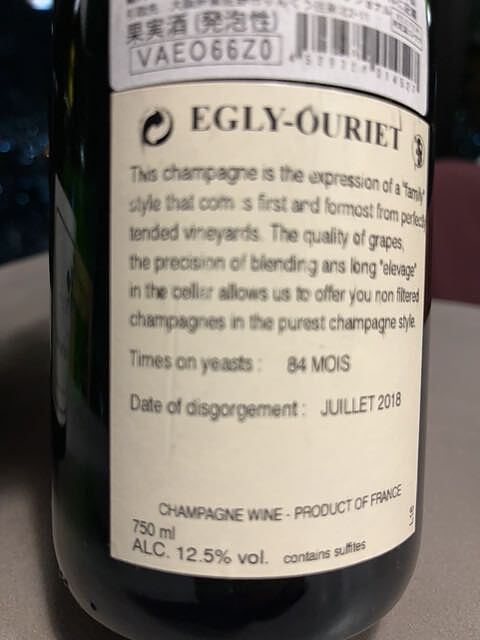 果実酒(発泡性)
VAEO66Z0
EGLY-OURIET
This champagne is the expression of a "family"
style that com s first and formost from perfectly
tended vineyards. The quality of grapes,
the precision of blending ans long "elevage"
in the cellar allows us to offer you non filtered
champagnes in the purest champagne style.
Times on yeasts : 84 MOIS
Date of disgorgement : JUILLET 2018
CHAMPAGNE WINE - PRODUCT OF FRANCE
750 ml
ALC. 12.5% vol. contains sulfites